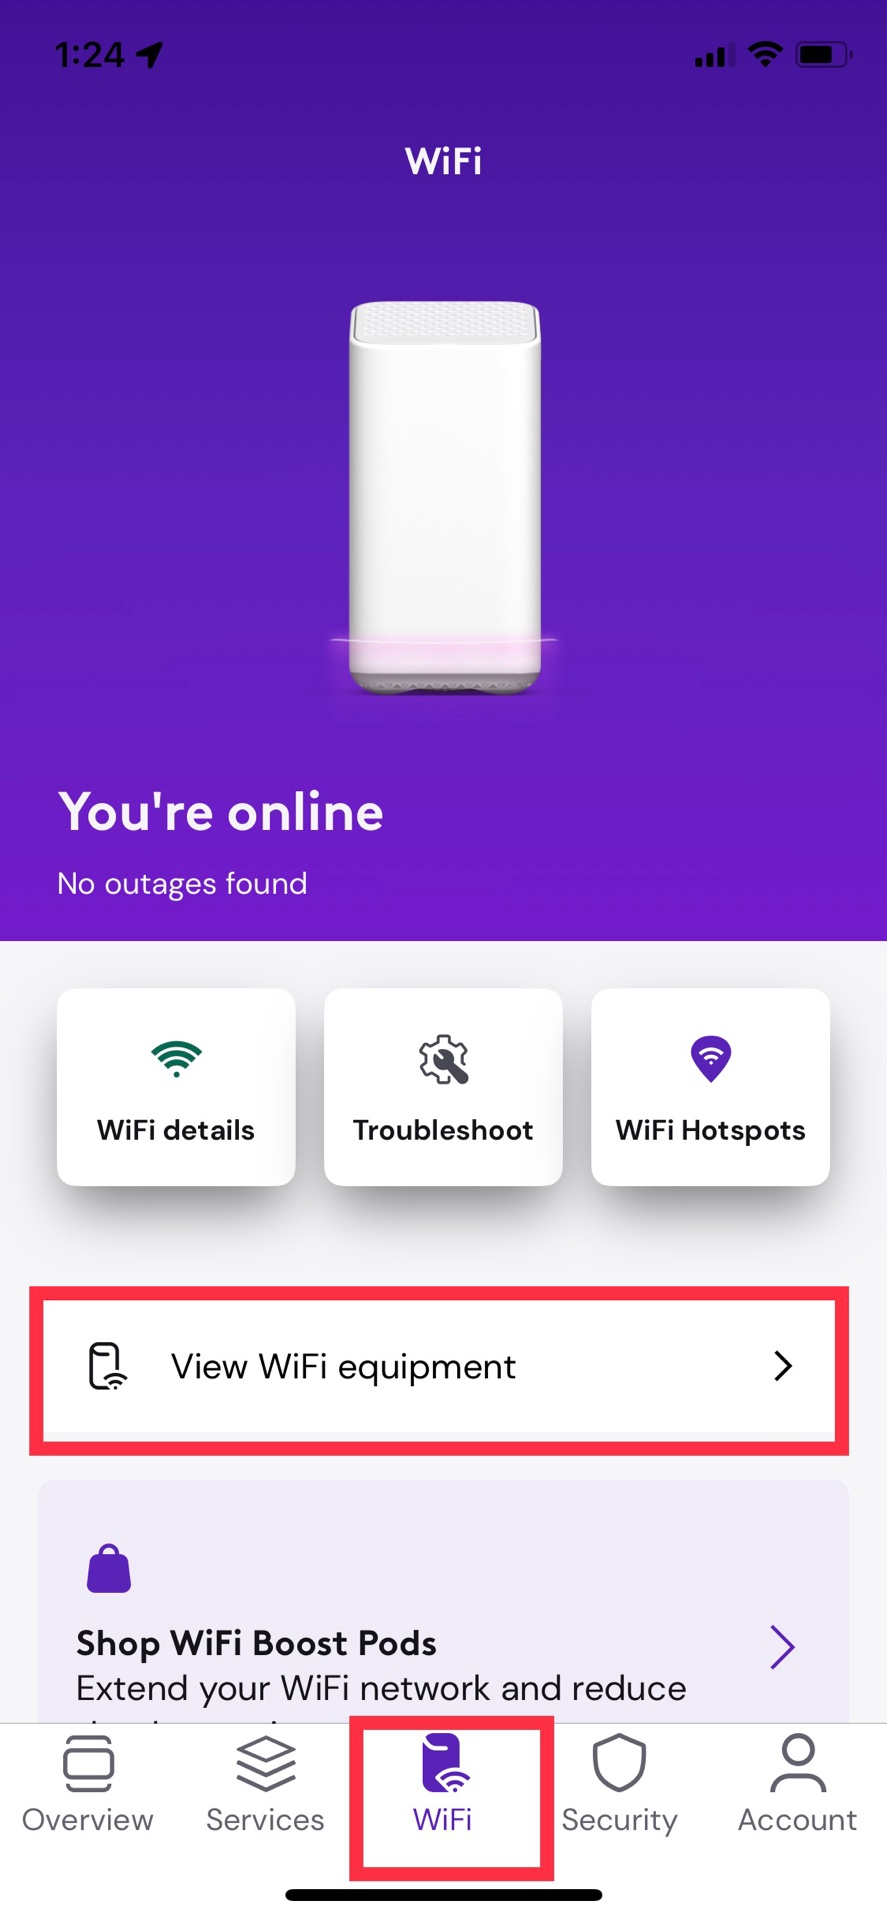 1:24
WiFi
You're online
No outages found
WiFi details
Troubleshoot
WiFi Hotspots
View WiFi equipment
Shop WiFi Boost Pods
Extend your WiFi network and reduce
Overview
Services
WiFi
Security
Account